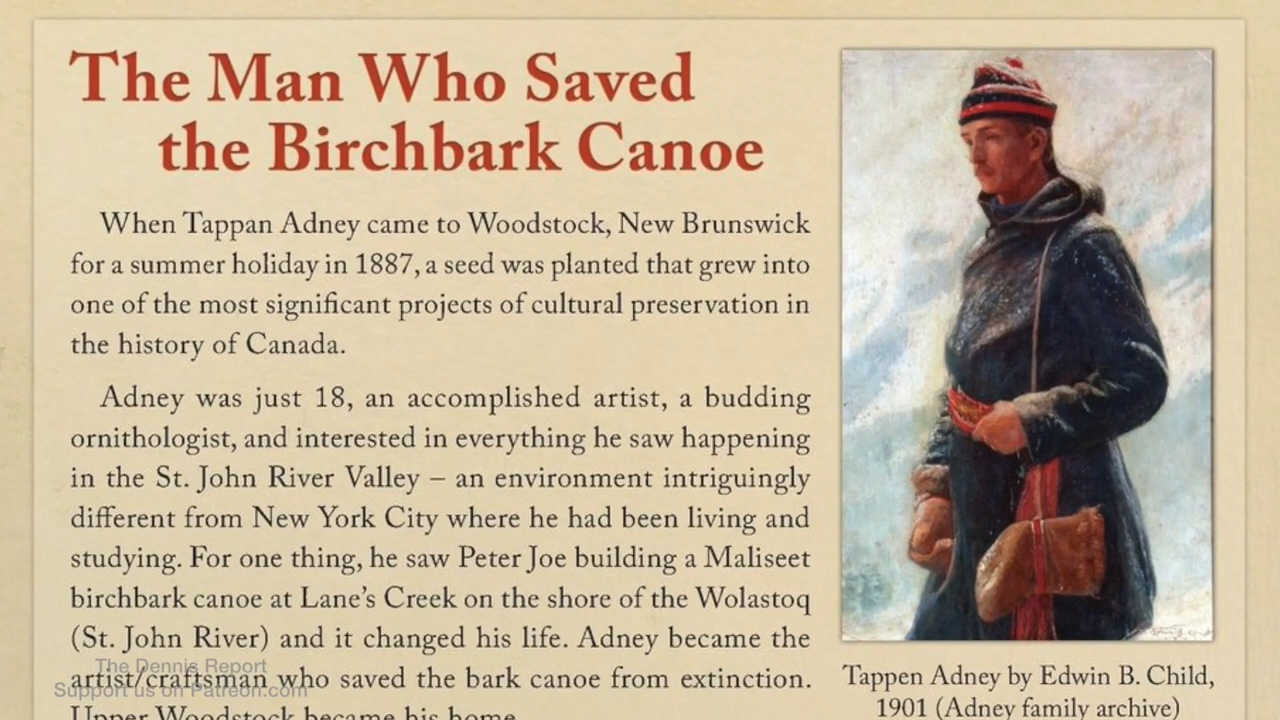 The Man Who Saved
the Birchbark Canoe
When Tappan Adney came to Woodstock, New Brunswick
for a summer holiday in 1887, a seed was planted that grew into
one of the most significant projects of cultural preservation in
the history of Canada.
Adney was just 18, an accomplished artist, a budding
ornithologist, and interested in everything he saw happening
in the St. John River Valley – an environment intriguingly
different from New York City where he had been living and
studying. For one thing, he saw Peter Joe building a Maliseet
birchbark canoe at Lane's Creek on the shore of the Wolastoq
(St. John River) and it changed his life. Adney became the
artist/craftsman who saved the bark canoe from extinction.
Upper Woodstock became his home.
Tappen Adney by Edwin B. Child,
1901 (Adney family archive)
The Dennis Report
Support us on Patreon.com